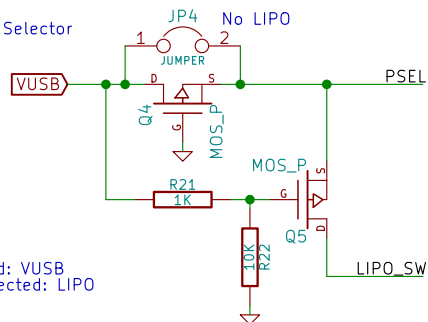 JP4
No LIPO
Selector
1
2
JUMPER
VUSB
D
S
PSEL
Q4
G
MOS_P
MOS_P
R21
1K
S
G
Q5
D
10K
R22
LIPO_SW
d: VUSB
ected: LIPO